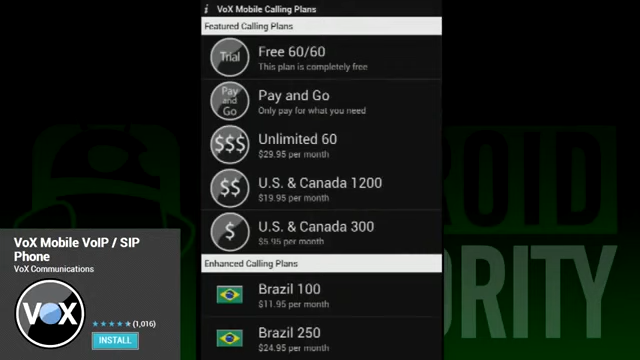 i VoX Mobile Calling Plans
Featured Calling Plans
Trial
Free 60/60
This plan is completely free
Pay and Go
Pay and Go
Only pay for what you need
$$$
Unlimited 60
$29.95 per month
$$
U.S. & Canada 1200
$19.95 per month
$
U.S. & Canada 300
$5.95 per month
Enhanced Calling Plans
Brazil 100
$11.95 per month
Brazil 250
$24.95 per month
VoX Mobile VoIP / SIP
Phone
VoX Communications
VOX
(1,016)
INSTALL